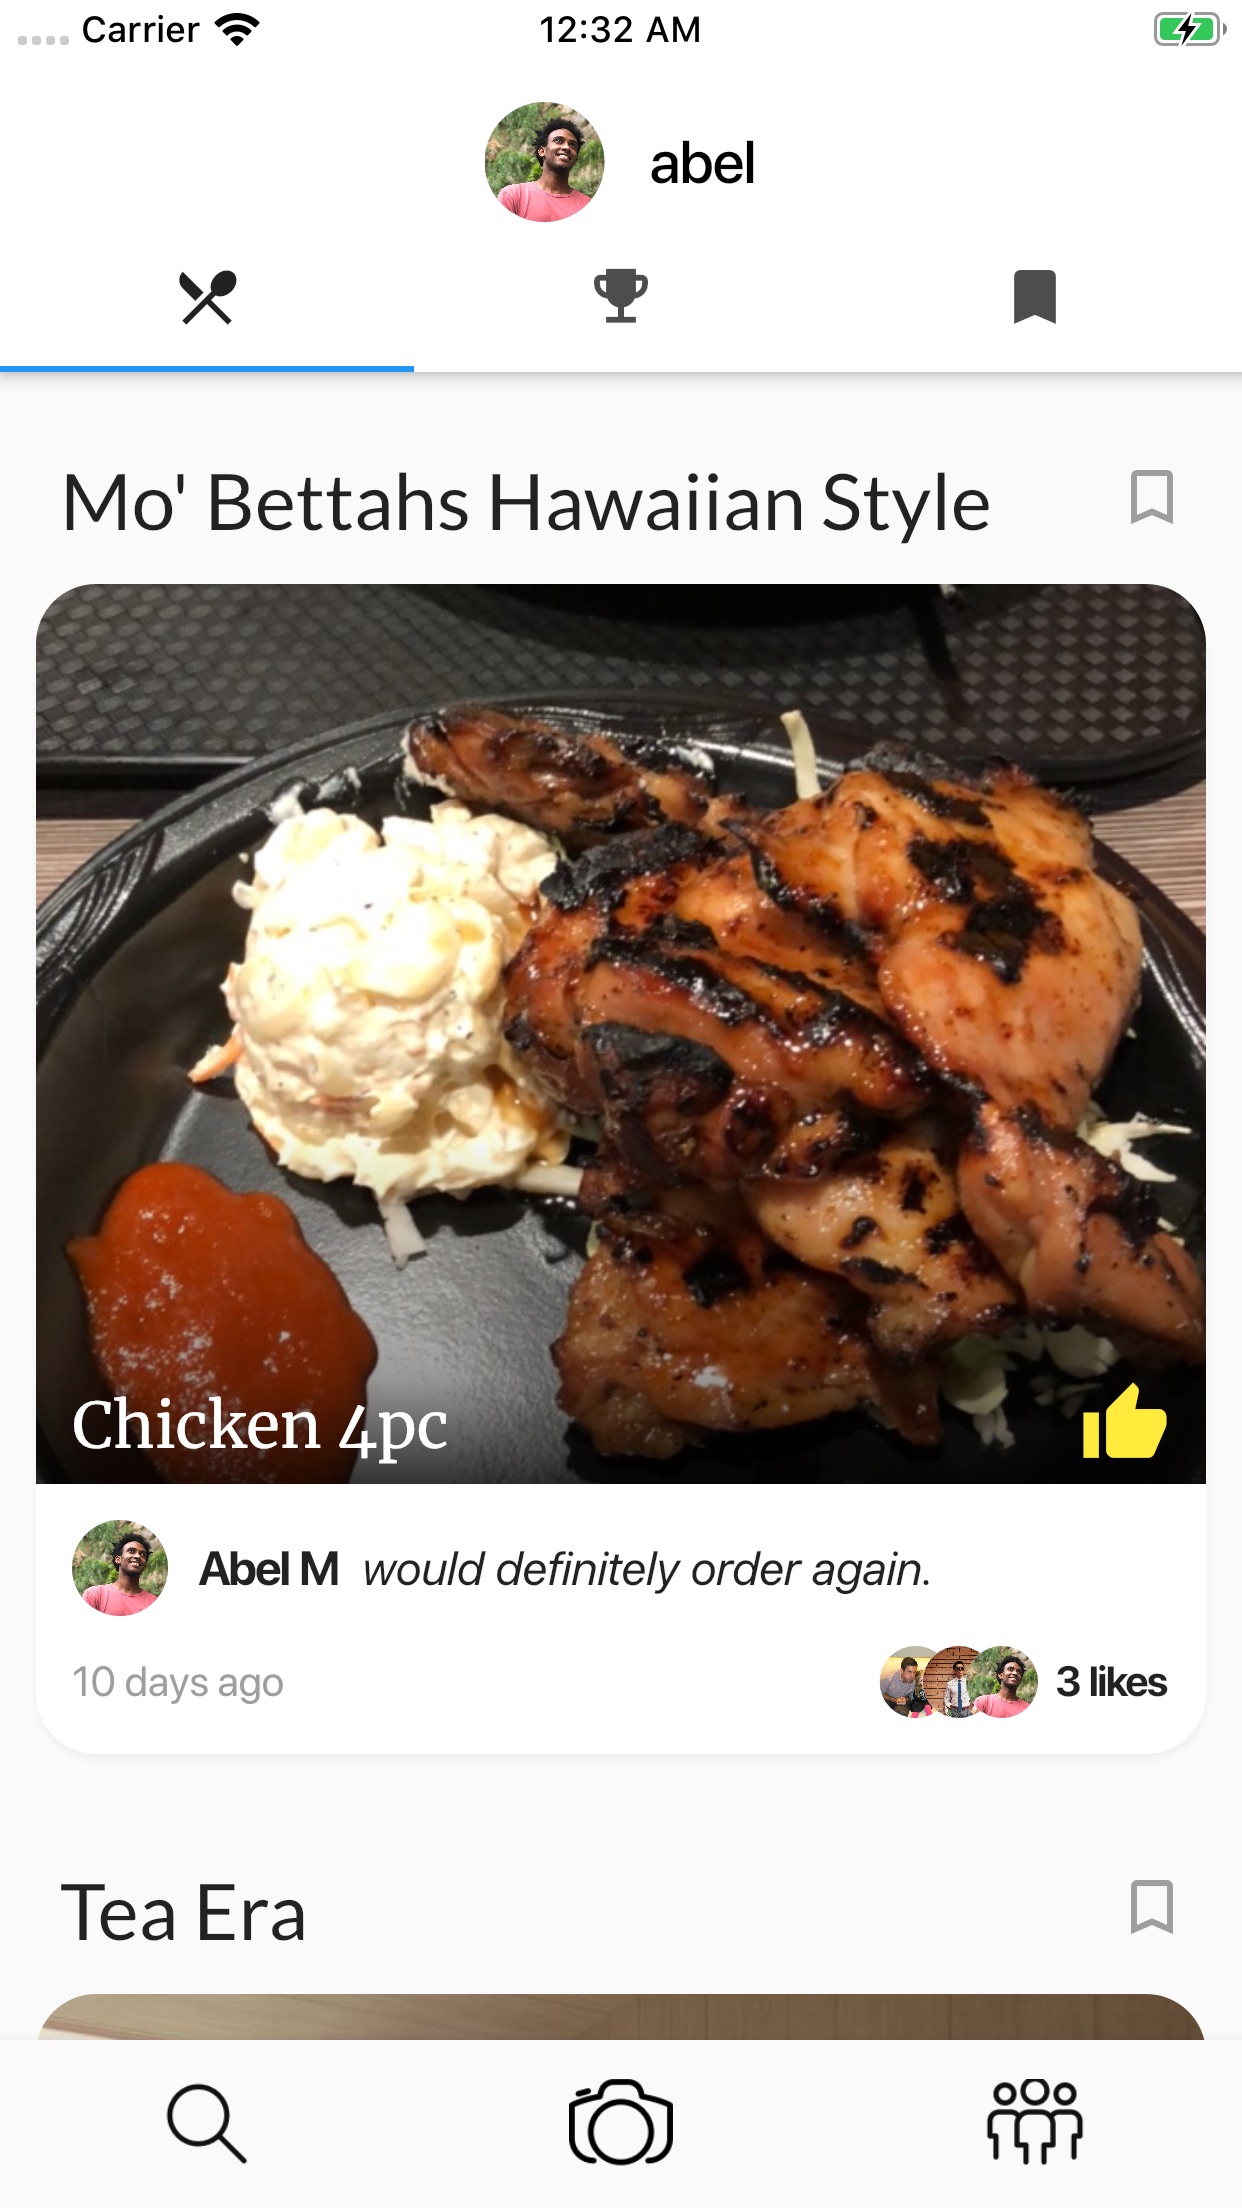 Carrier 12:32 AM
abel
Mo' Bettahs Hawaiian Style
Chicken 4pc
Abel M would definitely order again.
10 days ago 3 likes
Tea Era